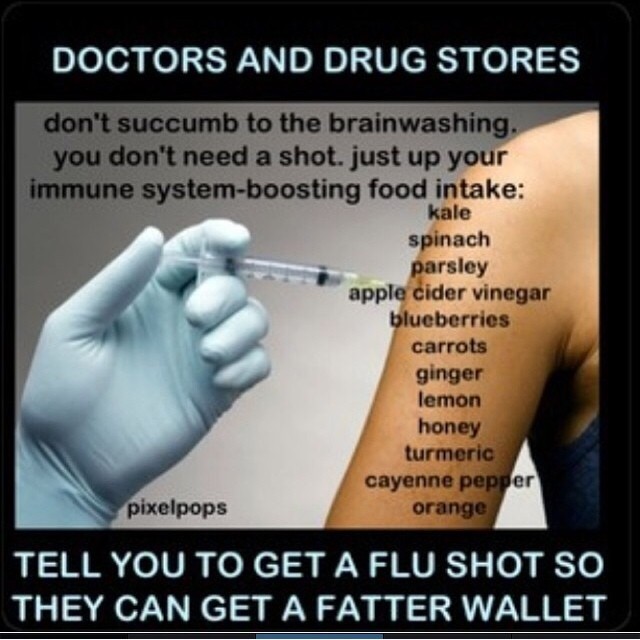 DOCTORS AND DRUG STORES
don't succumb to the brainwashing.
you don't need a shot. just up your
immune system-boosting food intake:
kale
spinach
parsley
apple cider vinegar
blueberries
carrots
ginger
lemon
honey
turmeric
cayenne pepper
orange
pixelpops
TELL YOU TO GET A FLU SHOT SO
THEY CAN GET A FATTER WALLET